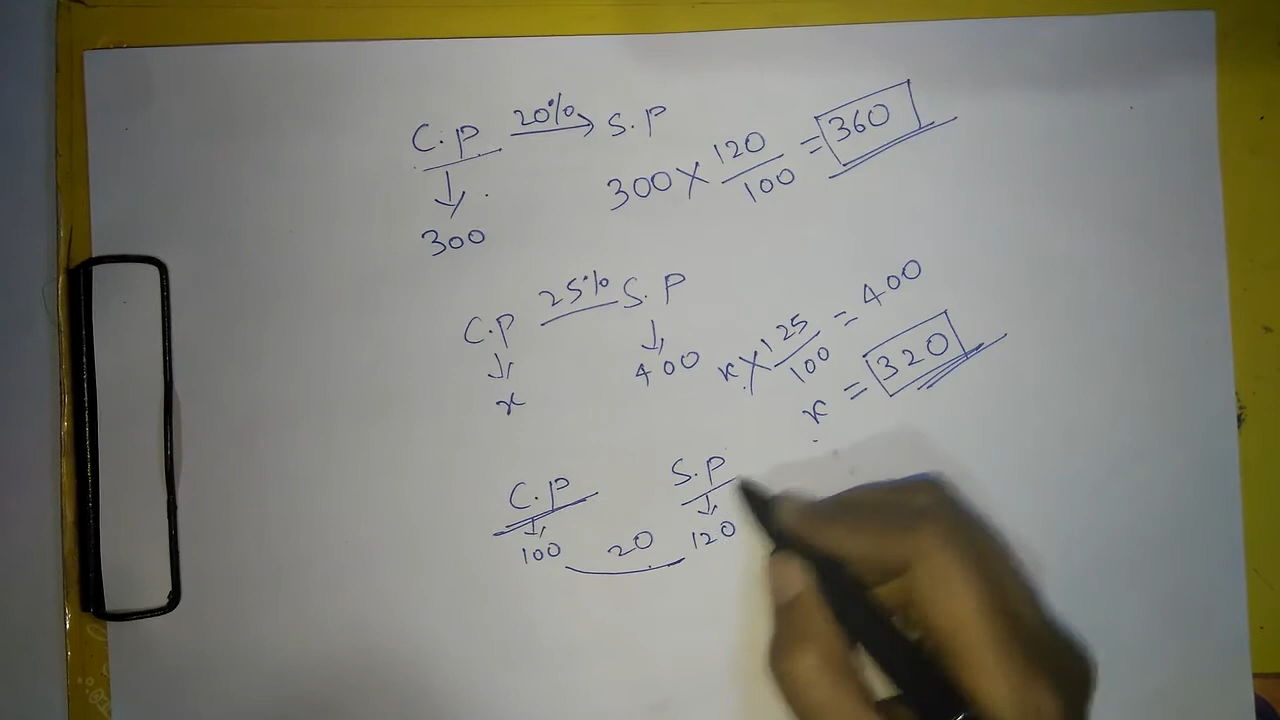 C.P 20% S.P
300 300 × 120/100 = 360
C.P 25% S.P
x 400 x × 125/100 = 400
x = 320
C.P S.P
100 20 120